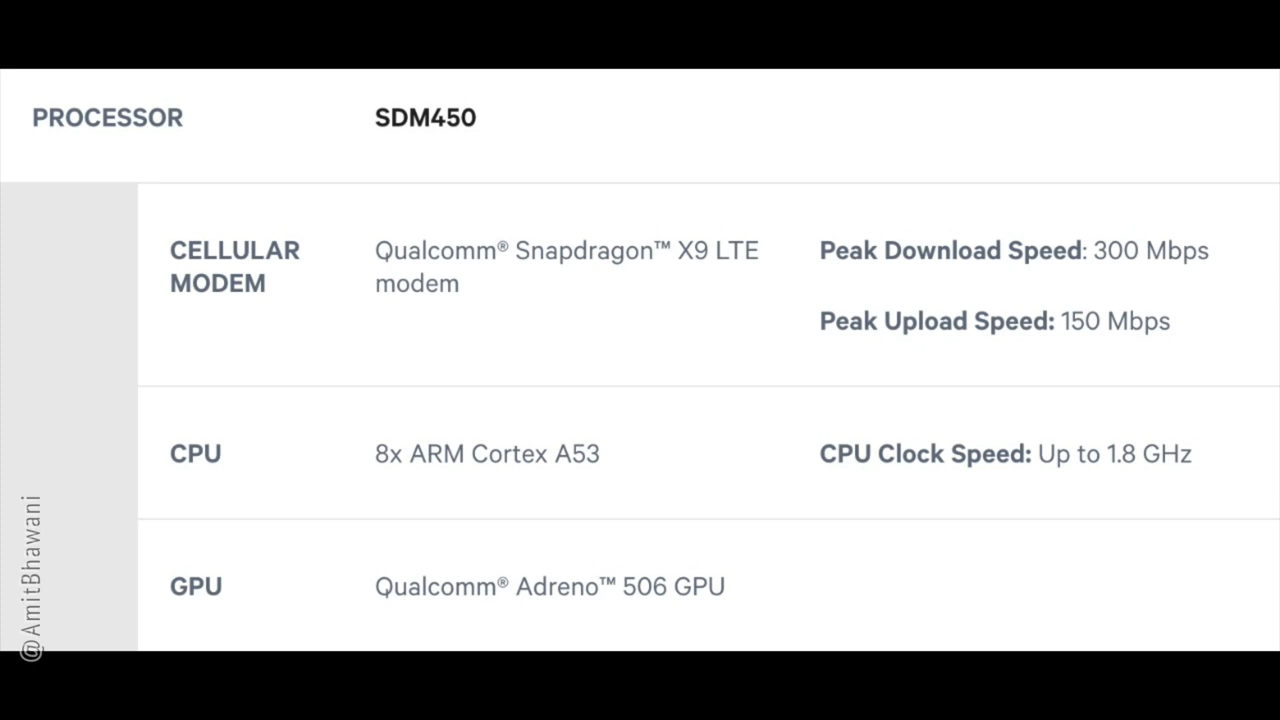 PROCESSOR SDM450
CELLULAR MODEM Qualcomm® Snapdragon™ X9 LTE modem Peak Download Speed: 300 Mbps
Peak Upload Speed: 150 Mbps
CPU 8x ARM Cortex A53 CPU Clock Speed: Up to 1.8 GHz
GPU Qualcomm® Adreno™ 506 GPU
@AmitBhawani